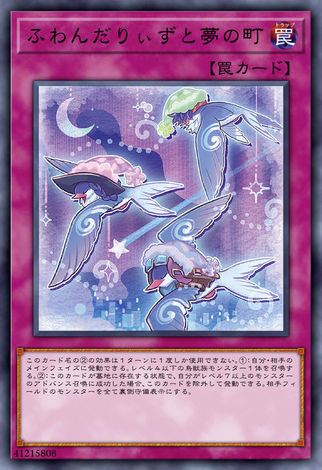 ふわんだりぃずと夢の町
罠
トラップ
【罠カード】
このカード名の②の効果は1ターンに1度しか使用できない。①:自分・相手の
メインフェイズに発動できる。レベル4以下の鳥獣族モンスター1体を召喚す
る。②:このカードが墓地に存在する状態で、自分がレベル7以上のモンスター
のアドバンス召喚に成功した場合、このカードを除外して発動できる。相手フィー
ルドのモンスターを全て裏側守備表示にする。
41215808